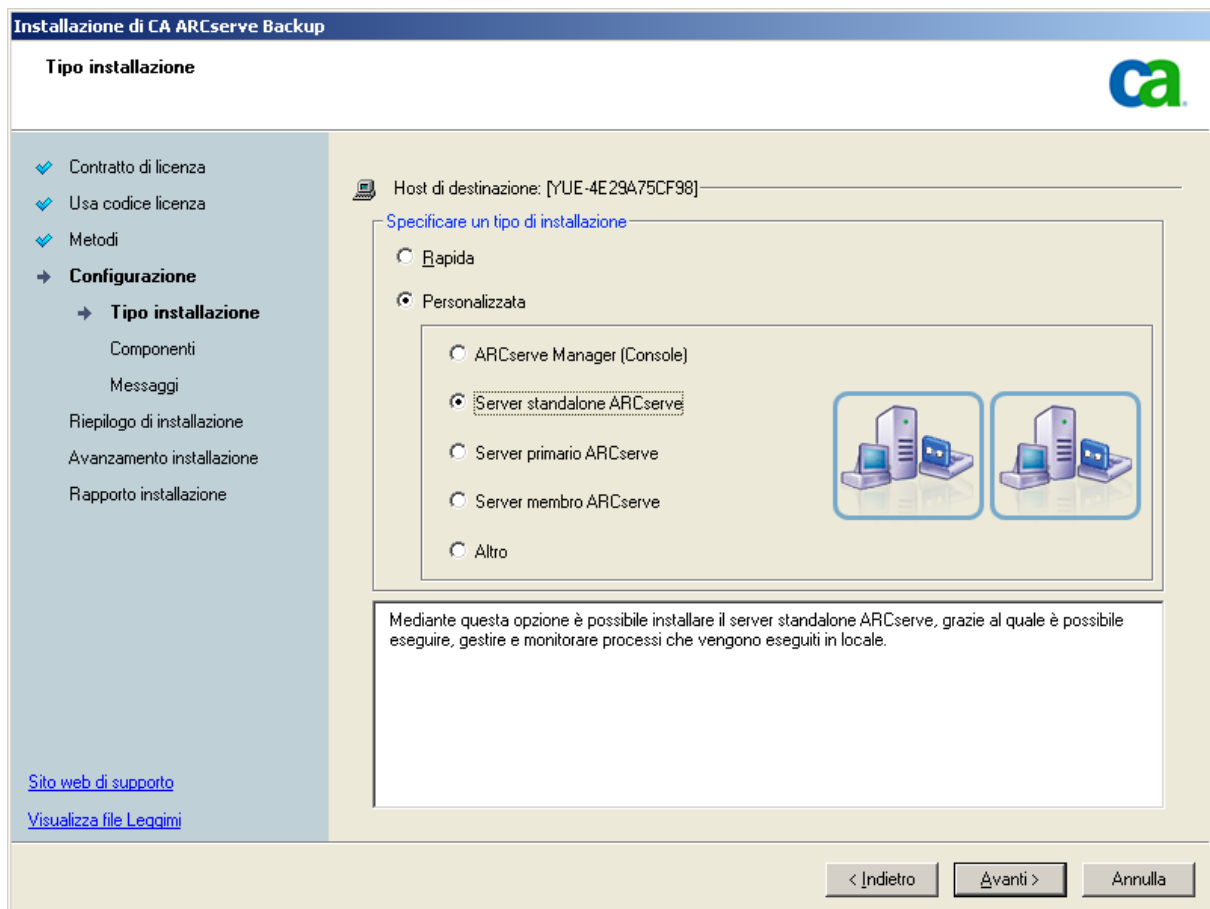 Installazione di CA ARCserve Backup
Tipo installazione
ca
Contratto di licenza
Usa codice licenza
Metodi
Configurazione
Tipo installazione
Componenti
Messaggi
Riepilogo di installazione
Avanzamento installazione
Rapporto installazione
Sito web di supporto
Visualizza file Leggimi
Host di destinazione: [YUE-4E29A75CF98]
Specificare un tipo di installazione
Rapida
Personalizzata
ARCserve Manager (Console)
Server standalone ARCserve
Server primario ARCserve
Server membro ARCserve
Altro
Mediante questa opzione è possibile installare il server standalone ARCserve, grazie al quale è possibile
eseguire, gestire e monitorare processi che vengono eseguiti in locale.
< Indietro
Avanti >
Annulla